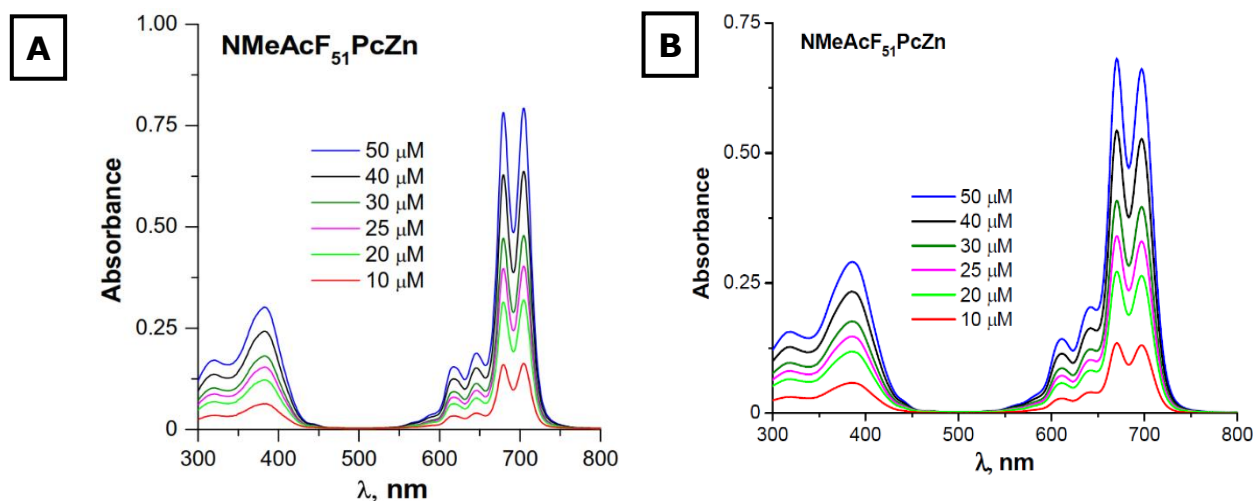 A
NMeAcF₅₁PcZn
1.00
0.75
0.50
0.25
0
Absorbance
50 μM
40 μM
30 μM
25 μM
20 μM
10 μM
300 400 500 600 700 800
λ, nm
B
NMeAcF₅₁PcZn
0.75
0.50
0.25
0
Absorbance
50 μM
40 μM
30 μM
25 μM
20 μM
10 μM
300 400 500 600 700 800
λ, nm